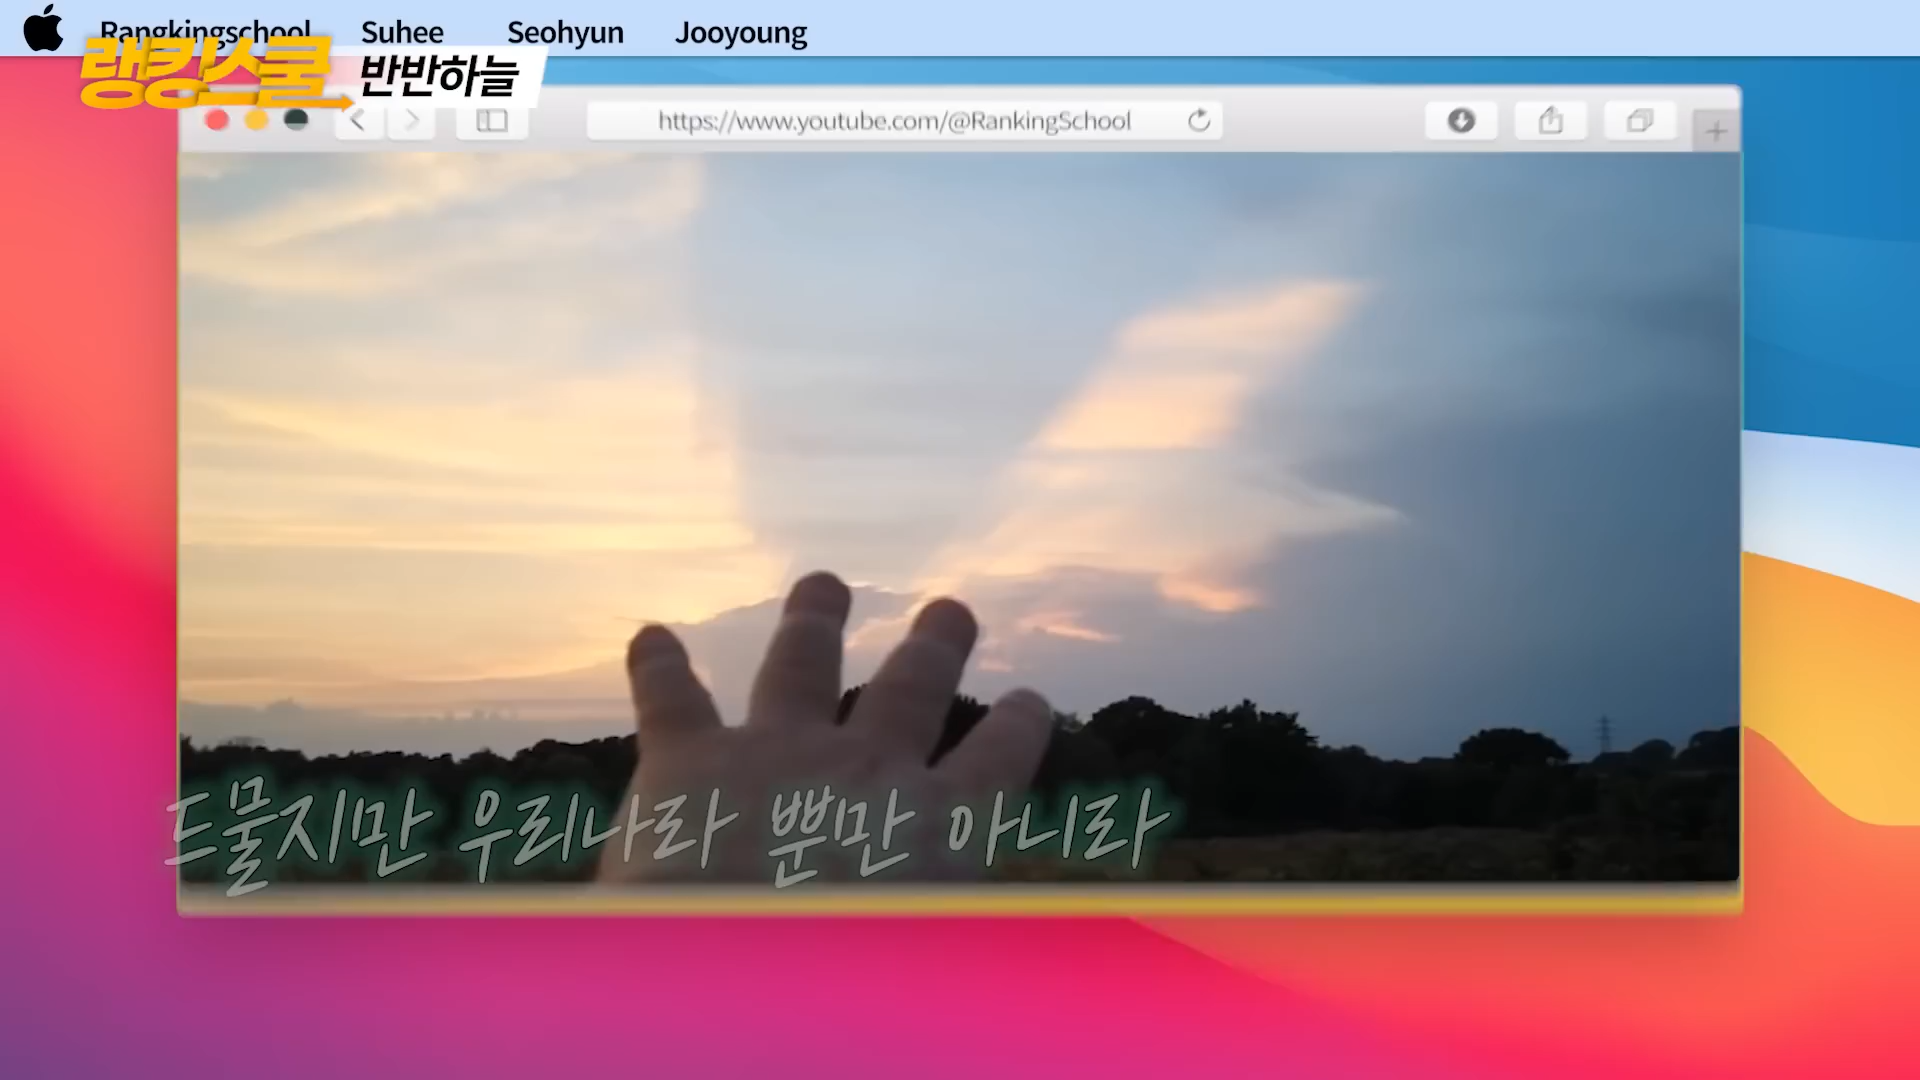 Rangkingschool Suhee Seohyun Jooyoung
랭킹스쿨 반반하늘
https://www.youtube.com/@RankingSchool
드물지만 우리나라 뿐만 아니라